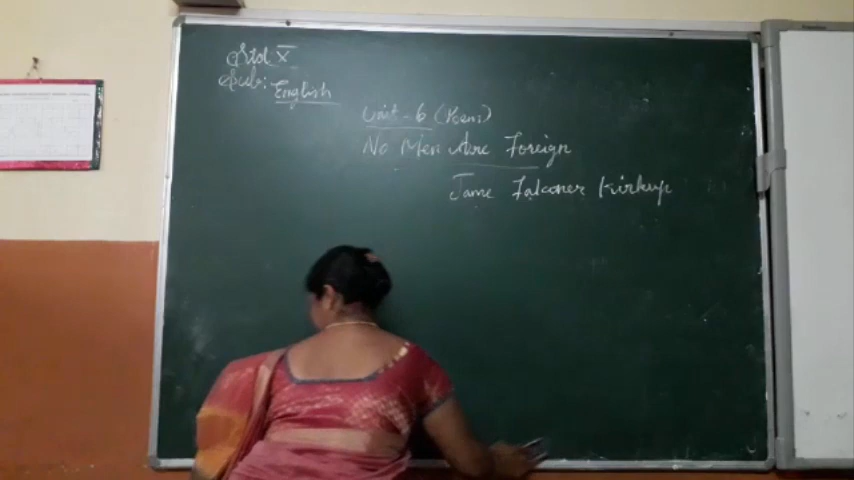 Std X
Sub: English
Unit - 6 (Poem)
No Men Are Foreign
Jame Falconer Kirkup